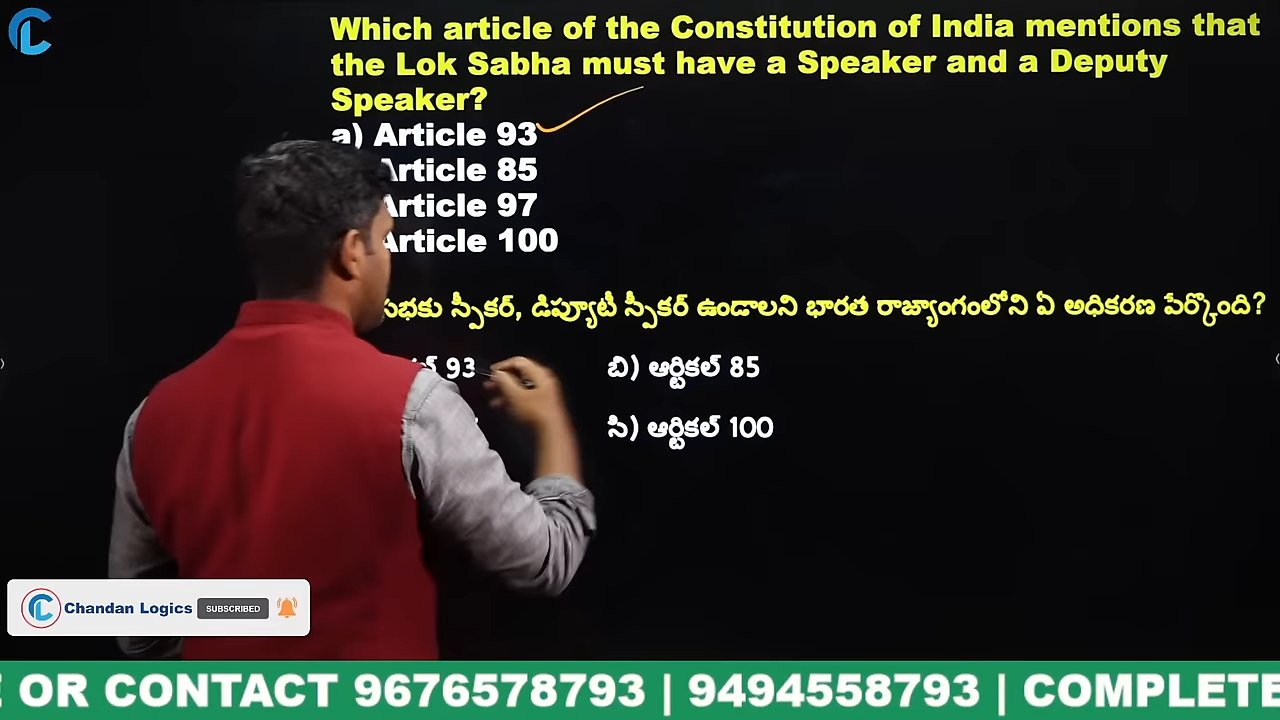 Which article of the Constitution of India mentions that
the Lok Sabha must have a Speaker and a Deputy
Speaker?
a) Article 93
Article 85
Article 97
Article 100
స్పీకర్, డిప్యూటీ స్పీకర్ ఉండాలని భారత రాజ్యాంగంలోని ఏ అధికరణ పేర్కొంది?
93
బి) ఆర్టికల్ 85
సి) ఆర్టికల్ 100
Chandan Logics SUBSCRIBED
OR CONTACT 9676578793 | 9494558793 | COMPLETE